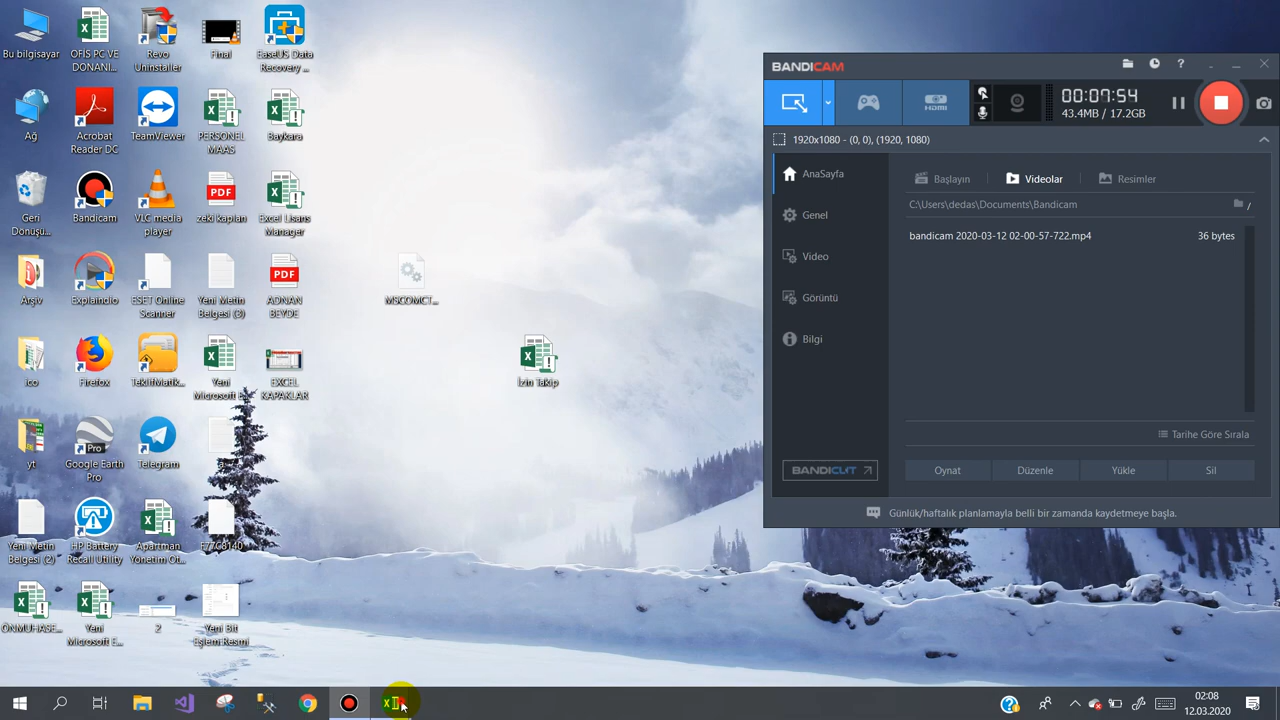 Bu bilgisayar
OFİS PC VE
DONANI...
Revo
Uninstaller
Final
EaseUS Data
Recovery ...
Ağ
Acrobat
Reader DC
TeamViewer
PERSONEL
MAAŞ
Baykara
Geri
Dönüşü...
Bandicam
VLC media
player
zeki kaplan
Excel Lisans
Manager
Arşiv
Explaindio
ESET Online
Scanner
Yeni Metin
Belgesi (3)
ADNAN
BEYDE
MSCOMCT...
ico
Firefox
TeklifMatik...
Yeni
Microsoft E...
EXCEL
KAPAKLAR
İzin Takip
yt
Google Earth
Pro
Telegram
Yeni Metin
Belgesi (2)
HP Battery
Recall Utility
Apartman
Yönetim Ot...
F77C8140
ÖNMUHASE...
Yeni
Microsoft E...
2
Yeni Bit
Eşlem Resmi
BANDICAM
HDMI
00:07:54
43.4MB / 17.2GB
1920x1080 - (0, 0), (1920, 1080)
AnaSayfa
Genel
Video
Görüntü
Bilgi
BANDICUT
Başlayın
Videolar
Resimler
C:\Users\dedas\Documents\Bandicam
bandicam 2020-03-12 02-00-57-722.mp4 36 bytes
Tarihe Göre Sırala
Oynat
Düzenle
Yükle
Sil
Günlük/haftalık planlamayla belli bir zamanda kaydetmeye başla.
02:08
12.03.2020